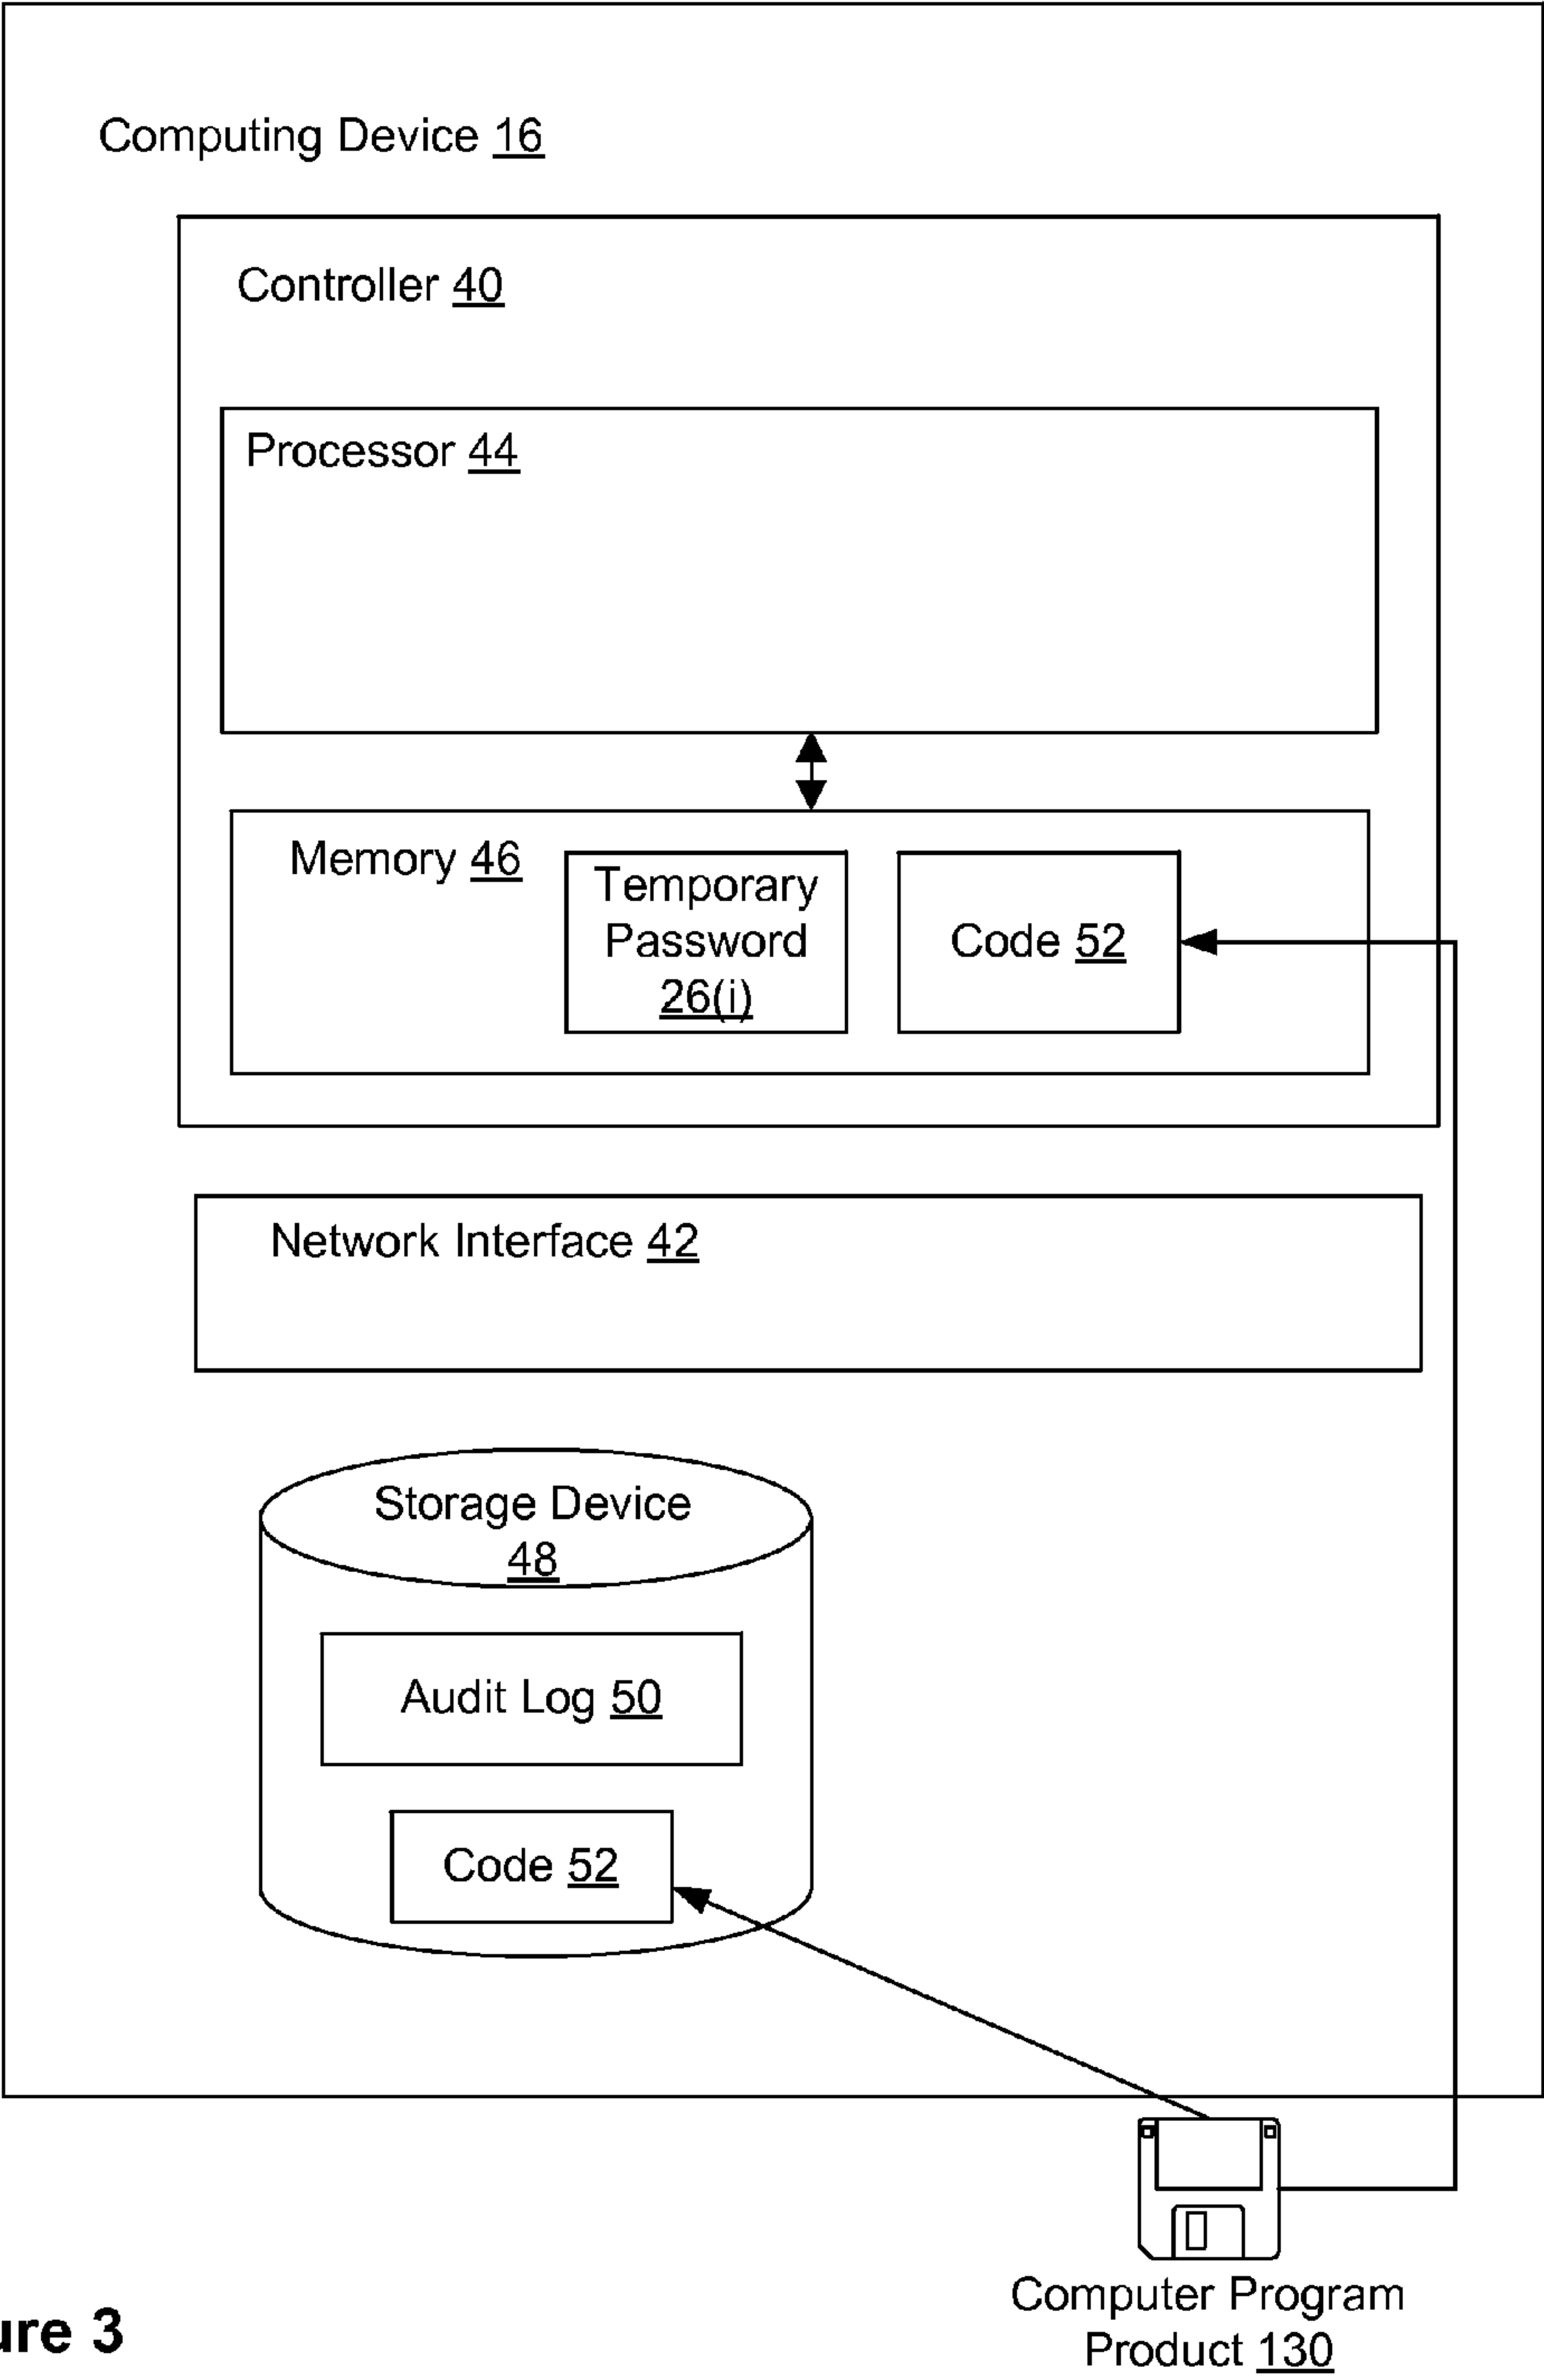 Computing Device 16
Controller 40
Processor 44
Memory 46
Temporary
Password
26(i)
Code 52
Network Interface 42
Storage Device
48
Audit Log 50
Code 52
Computer Program
Product 130
ure 3